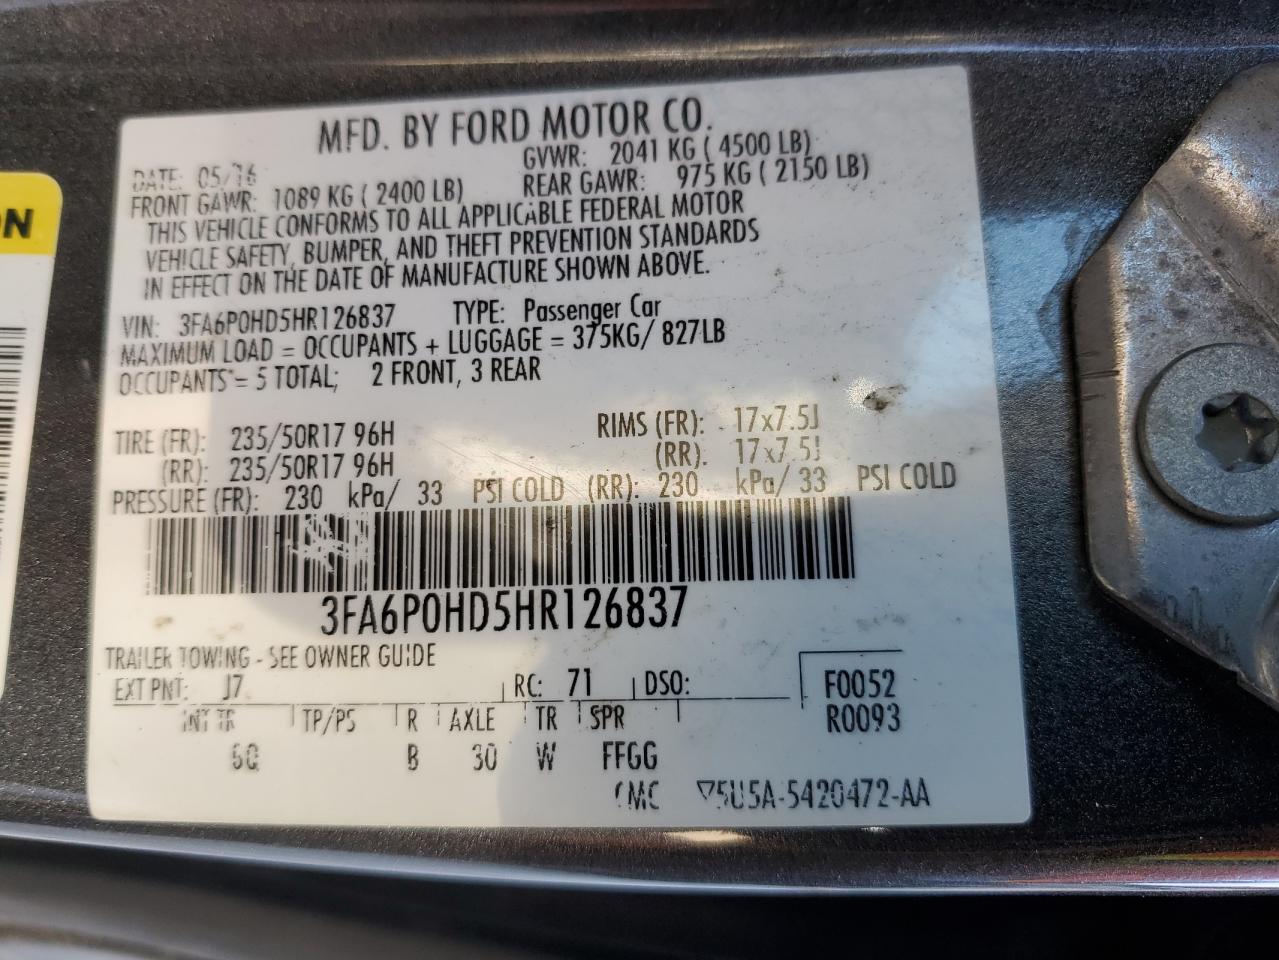 ON
MFD. BY FORD MOTOR CO.
DATE: 05/16 GVWR: 2041 KG ( 4500 LB)
FRONT GAWR: 1089 KG ( 2400 LB) REAR GAWR: 975 KG ( 2150 LB)
THIS VEHICLE CONFORMS TO ALL APPLICABLE FEDERAL MOTOR
VEHICLE SAFETY, BUMPER, AND THEFT PREVENTION STANDARDS
IN EFFECT ON THE DATE OF MANUFACTURE SHOWN ABOVE.
VIN: 3FA6P0HD5HR126837 TYPE: Passenger Car
MAXIMUM LOAD = OCCUPANTS + LUGGAGE = 375KG/ 827LB
OCCUPANTS = 5 TOTAL; 2 FRONT, 3 REAR
TIRE (FR): 235/50R17 96H RIMS (FR): 17x7.5J
(RR): 235/50R17 96H (RR): 17x7.5J
PRESSURE (FR): 230 kPa/ 33 PSI COLD (RR): 230 kPa/ 33 PSI COLD
3FA6P0HD5HR126837
TRAILER TOWING - SEE OWNER GUIDE
EXT PNT: J7 RC: 71 DSO: F0052
INT TR TP/PS R AXLE TR SPR R0093
B 30 W FFGG
5U5A-5420472-AA